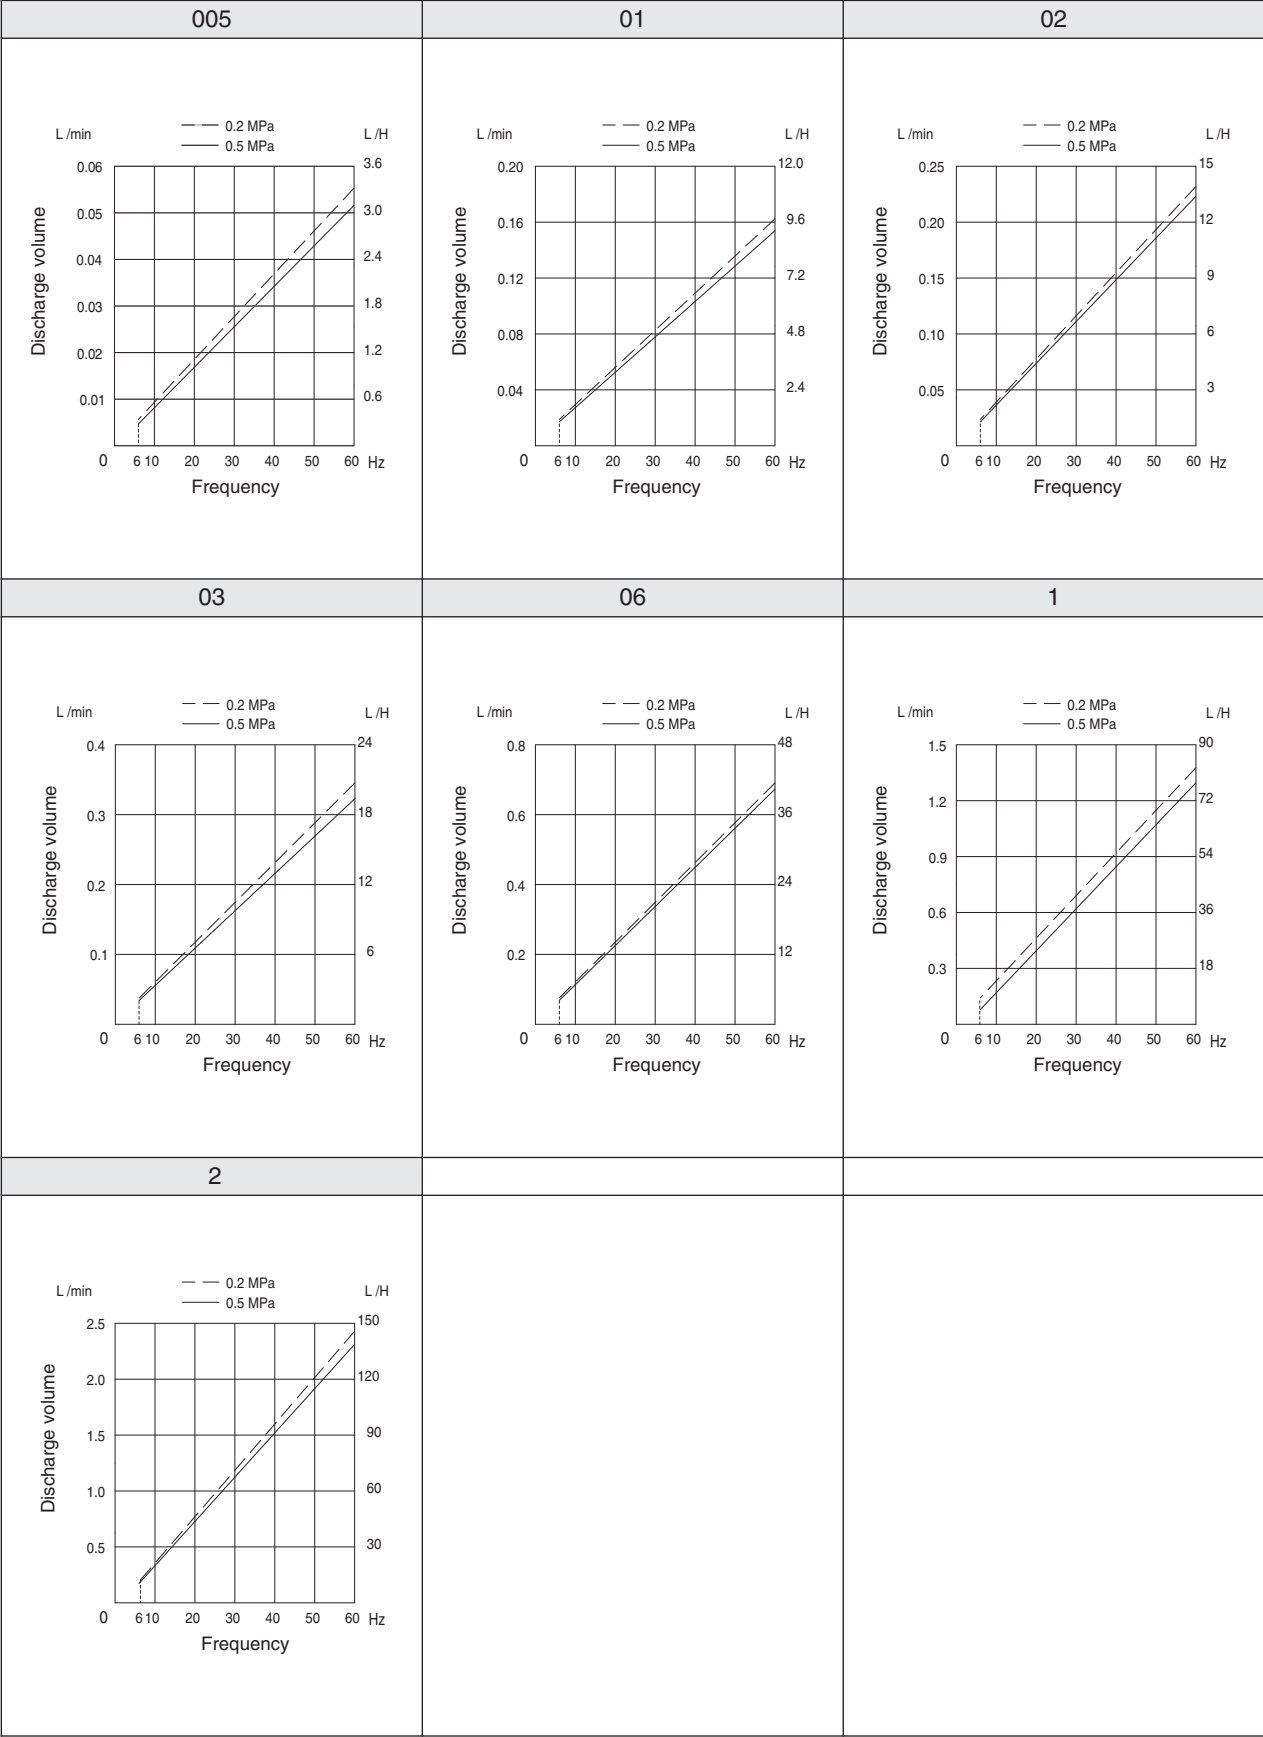 005
01
02
0.2 MPa
0.5 MPa
L /min
L /H
0.06
0.05
0.04
0.03
0.02
0.01
3.6
3.0
2.4
1.8
1.2
0.6
Discharge volume
0 6 10 20 30 40 50 60 Hz
Frequency
0.2 MPa
0.5 MPa
L /min
L /H
0.20
0.16
0.12
0.08
0.04
12.0
9.6
7.2
4.8
2.4
Discharge volume
0 6 10 20 30 40 50 60 Hz
Frequency
0.2 MPa
0.5 MPa
L /min
L /H
0.25
0.20
0.15
0.10
0.05
15
12
9
6
3
Discharge volume
0 6 10 20 30 40 50 60 Hz
Frequency
03
06
1
0.2 MPa
0.5 MPa
L /min
L /H
0.4
0.3
0.2
0.1
24
18
12
6
Discharge volume
0 6 10 20 30 40 50 60 Hz
Frequency
0.2 MPa
0.5 MPa
L /min
L /H
0.8
0.6
0.4
0.2
48
36
24
12
Discharge volume
0 6 10 20 30 40 50 60 Hz
Frequency
0.2 MPa
0.5 MPa
L /min
L /H
1.5
1.2
0.9
0.6
0.3
90
72
54
36
18
Discharge volume
0 6 10 20 30 40 50 60 Hz
Frequency
2
0.2 MPa
0.5 MPa
L /min
L /H
2.5
2.0
1.5
1.0
0.5
150
120
90
60
30
Discharge volume
0 6 10 20 30 40 50 60 Hz
Frequency